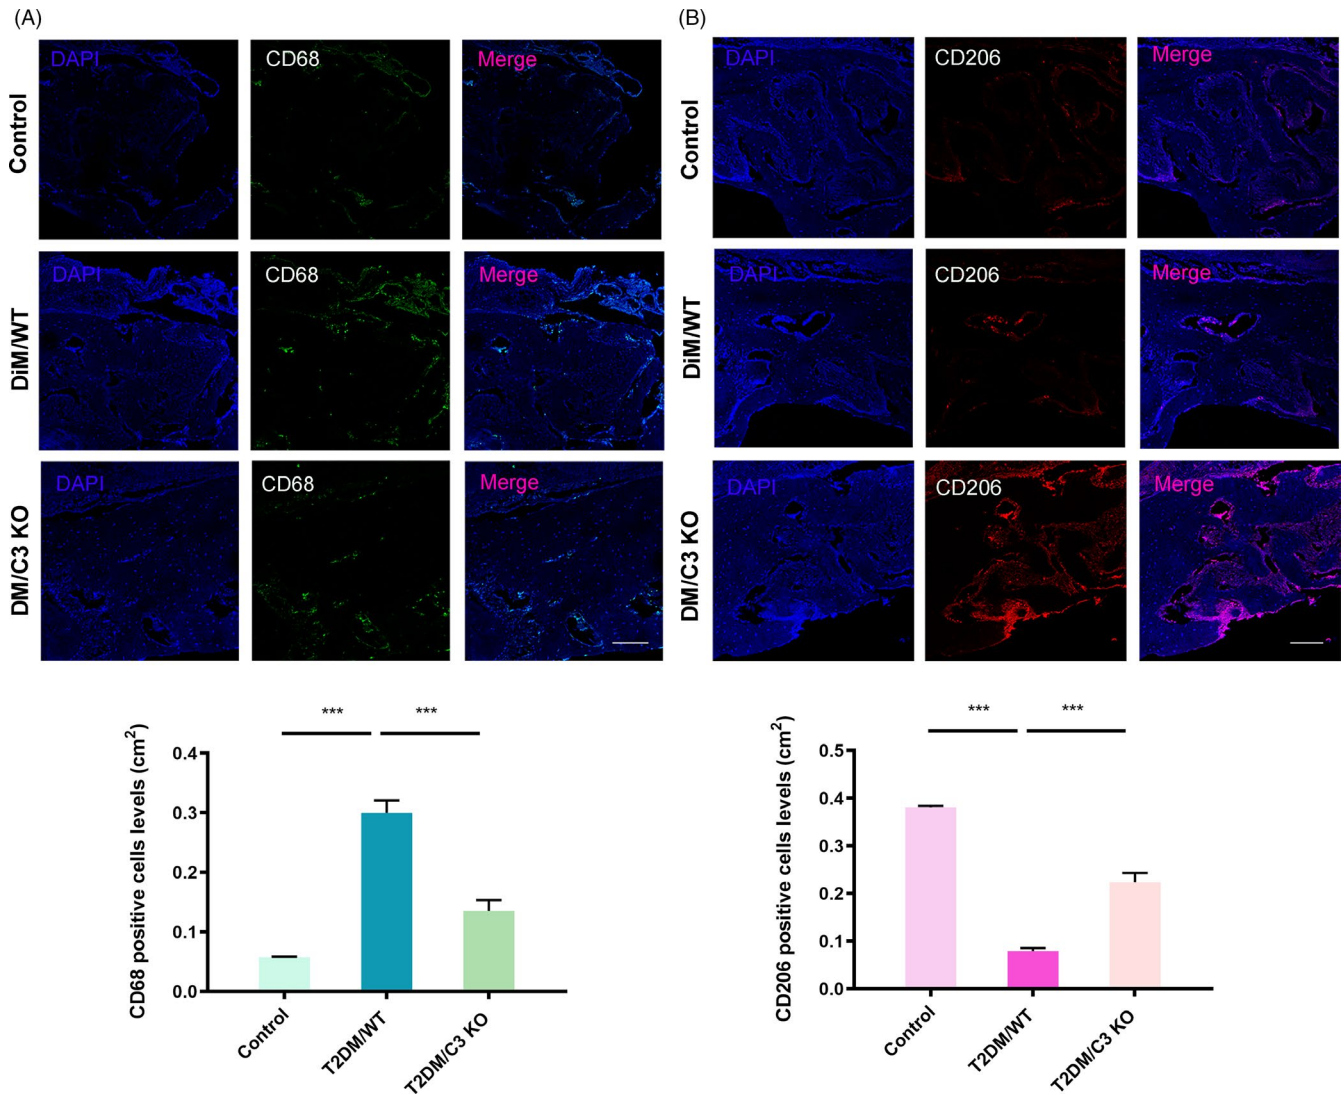 (A)
(B)
DAPI
CD68
Merge
DAPI
CD206
Merge
Control
Control
DAPI
CD68
Merge
DAPI
CD206
Merge
DiM/WT
DiM/WT
DAPI
CD68
Merge
DAPI
CD206
Merge
DM/C3 KO
DM/C3 KO
***
***
CD68 positive cells levels (cm²)
0.4
0.3
0.2
0.1
0.0
Control
T2DM/WT
T2DM/C3 KO
***
***
CD206 positive cells levels (cm²)
0.5
0.4
0.3
0.2
0.1
0.0
Control
T2DM/WT
T2DM/C3 KO